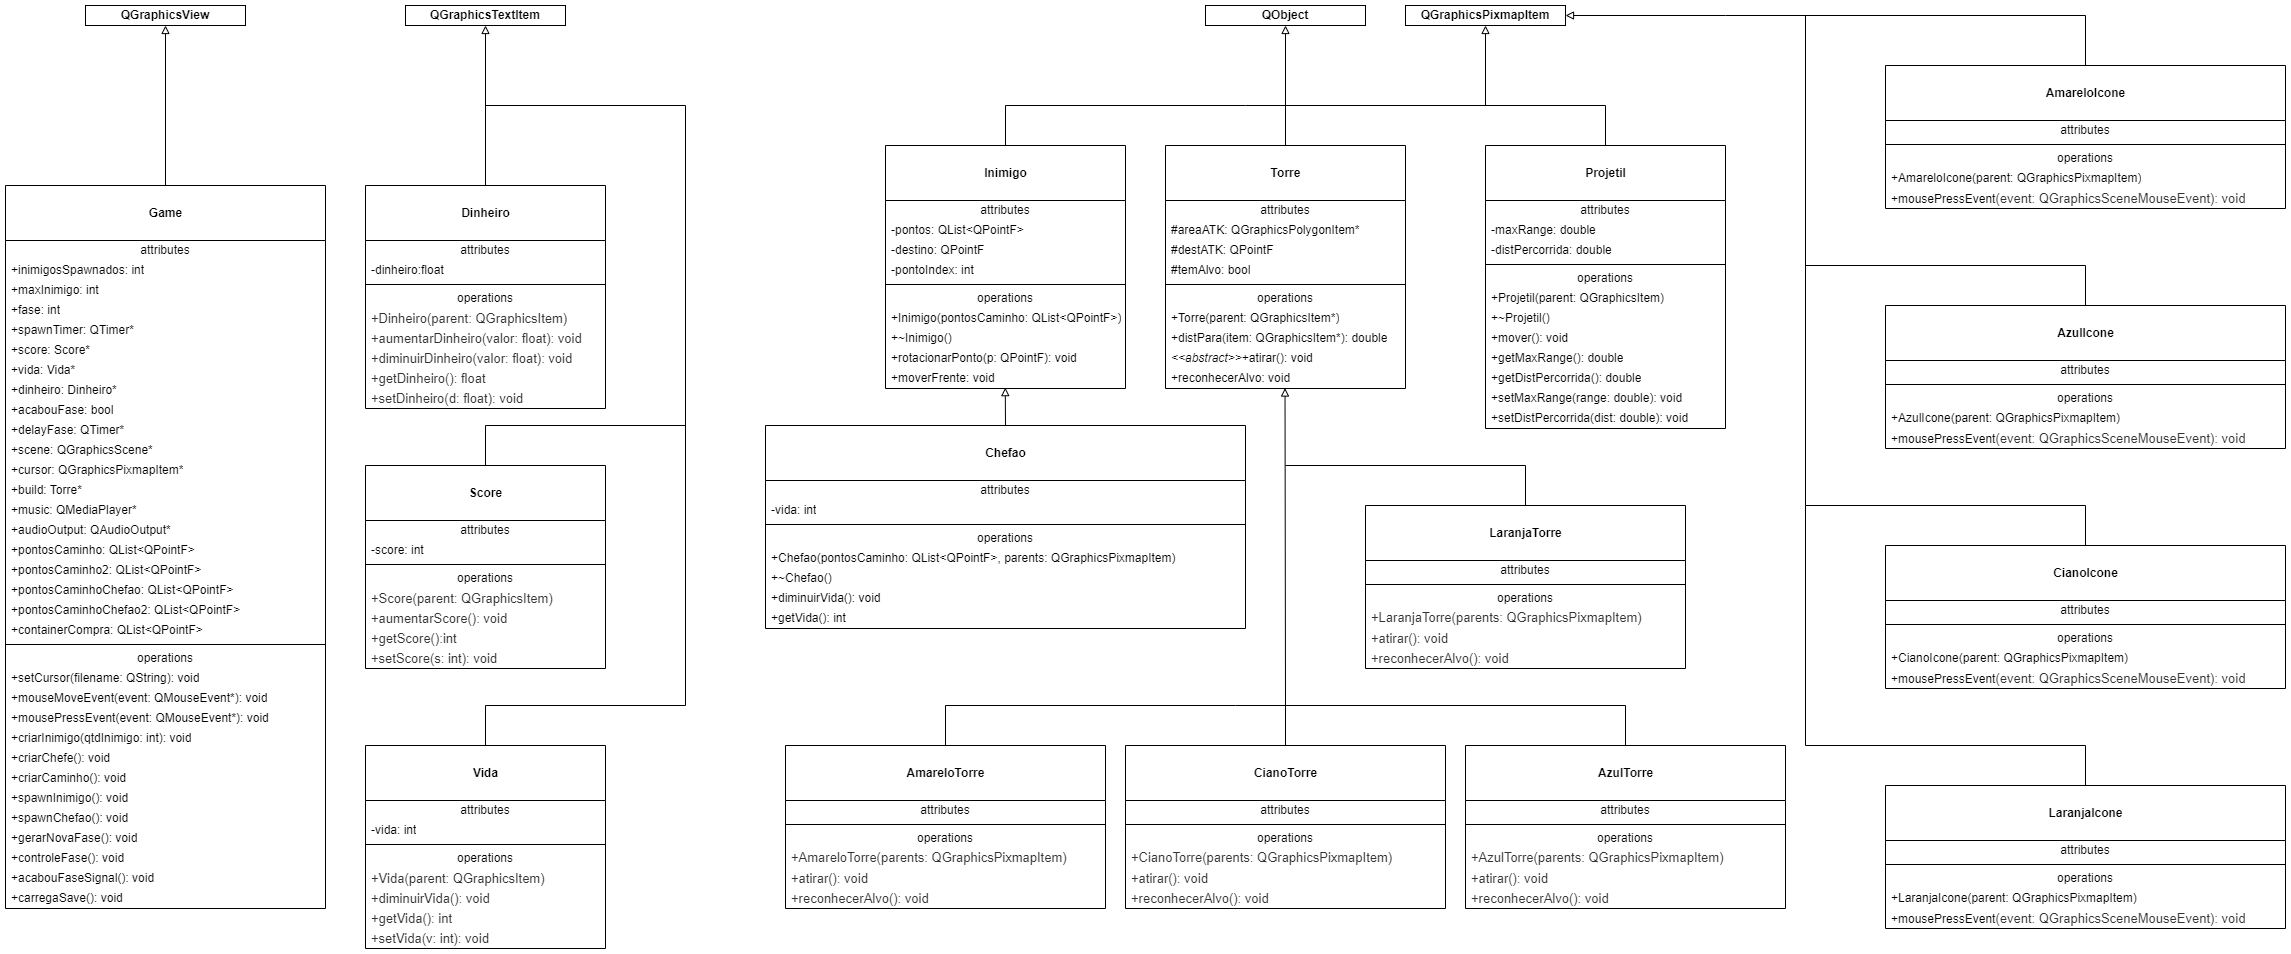 QGraphicsView
QGraphicsTextItem
QObject
QGraphicsPixmapItem
Game
attributes
+inimigosSpawnados: int
+maxInimigo: int
+fase: int
+spawnTimer: QTimer*
+score: Score*
+vida: Vida*
+dinheiro: Dinheiro*
+acabouFase: bool
+delayFase: QTimer*
+scene: QGraphicsScene*
+cursor: QGraphicsPixmapItem*
+build: Torre*
+music: QMediaPlayer*
+audioOutput: QAudioOutput*
+pontosCaminho: QList<QPointF>
+pontosCaminho2: QList<QPointF>
+pontosCaminhoChefao: QList<QPointF>
+pontosCaminhoChefao2: QList<QPointF>
+containerCompra: QList<QPointF>
operations
+setCursor(filename: QString): void
+mouseMoveEvent(event: QMouseEvent*): void
+mousePressEvent(event: QMouseEvent*): void
+criarInimigo(qtdInimigo: int): void
+criarChefe(): void
+criarCaminho(): void
+spawnInimigo(): void
+spawnChefao(): void
+gerarNovaFase(): void
+controleFase(): void
+acabouFaseSignal(): void
+carregaSave(): void
Dinheiro
attributes
-dinheiro:float
operations
+Dinheiro(parent: QGraphicsItem)
+aumentarDinheiro(valor: float): void
+diminuirDinheiro(valor: float): void
+getDinheiro(): float
+setDinheiro(d: float): void
Score
attributes
-score: int
operations
+Score(parent: QGraphicsItem)
+aumentarScore(): void
+getScore():int
+setScore(s: int): void
Vida
attributes
-vida: int
operations
+Vida(parent: QGraphicsItem)
+diminuirVida(): void
+getVida(): int
+setVida(v: int): void
Inimigo
attributes
-pontos: QList<QPointF>
-destino: QPointF
-pontoIndex: int
operations
+Inimigo(pontosCaminho: QList<QPointF>)
+~Inimigo()
+rotacionarPonto(p: QPointF): void
+moverFrente: void
Torre
attributes
#areaATK: QGraphicsPolygonItem*
#destATK: QPointF
#temAlvo: bool
operations
+Torre(parent: QGraphicsItem*)
+distPara(item: QGraphicsItem*): double
<<abstract>>+atirar(): void
+reconhecerAlvo: void
Projetil
attributes
-maxRange: double
-distPercorrida: double
operations
+Projetil(parent: QGraphicsItem)
+~Projetil()
+mover(): void
+getMaxRange(): double
+getDistPercorrida(): double
+setMaxRange(range: double): void
+setDistPercorrida(dist: double): void
Chefao
attributes
-vida: int
operations
+Chefao(pontosCaminho: QList<QPointF>, parents: QGraphicsPixmapItem)
+~Chefao()
+diminuirVida(): void
+getVida(): int
LaranjaTorre
attributes
operations
+LaranjaTorre(parents: QGraphicsPixmapItem)
+atirar(): void
+reconhecerAlvo(): void
AmareloTorre
attributes
operations
+AmareloTorre(parents: QGraphicsPixmapItem)
+atirar(): void
+reconhecerAlvo(): void
CianoTorre
attributes
operations
+CianoTorre(parents: QGraphicsPixmapItem)
+atirar(): void
+reconhecerAlvo(): void
AzulTorre
attributes
operations
+AzulTorre(parents: QGraphicsPixmapItem)
+atirar(): void
+reconhecerAlvo(): void
AmareloIcone
attributes
operations
+AmareloIcone(parent: QGraphicsPixmapItem)
+mousePressEvent(event: QGraphicsSceneMouseEvent): void
AzulIcone
attributes
operations
+AzulIcone(parent: QGraphicsPixmapItem)
+mousePressEvent(event: QGraphicsSceneMouseEvent): void
CianoIcone
attributes
operations
+CianoIcone(parent: QGraphicsPixmapItem)
+mousePressEvent(event: QGraphicsSceneMouseEvent): void
LaranjaIcone
attributes
operations
+LaranjaIcone(parent: QGraphicsPixmapItem)
+mousePressEvent(event: QGraphicsSceneMouseEvent): void